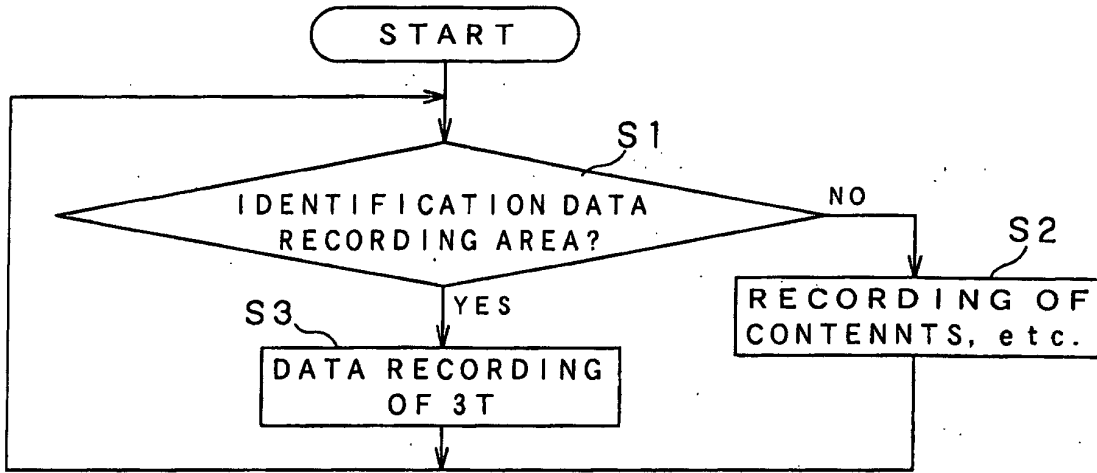 START
S1
IDENTIFICATION DATA
RECORDING AREA?
NO
S2
RECORDING OF
CONTENNTS, etc.
YES
S3
DATA RECORDING
OF 3T